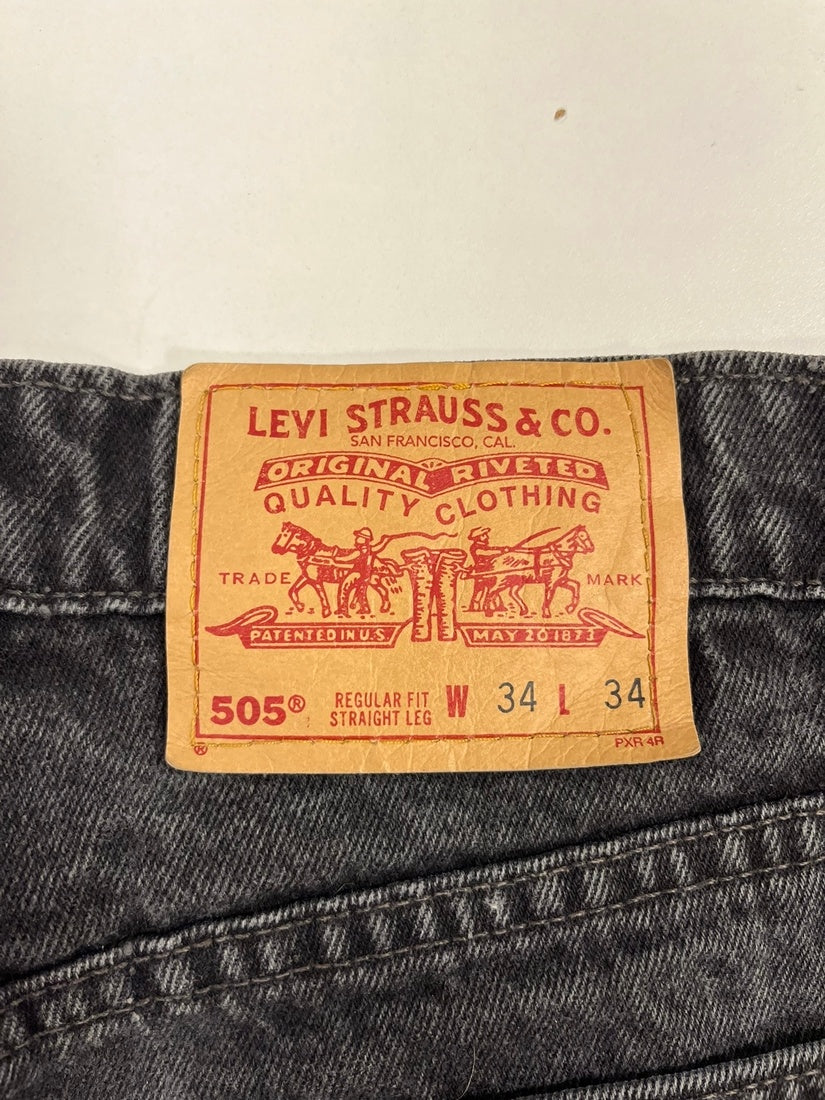 LEVI STRAUSS & CO.
SAN FRANCISCO, CAL.
ORIGINAL RIVETED
QUALITY CLOTHING
TRADE MARK
PATENTED IN U.S. MAY 20 1873
505® REGULAR FIT W 34 L 34
STRAIGHT LEG
® PXR-4R